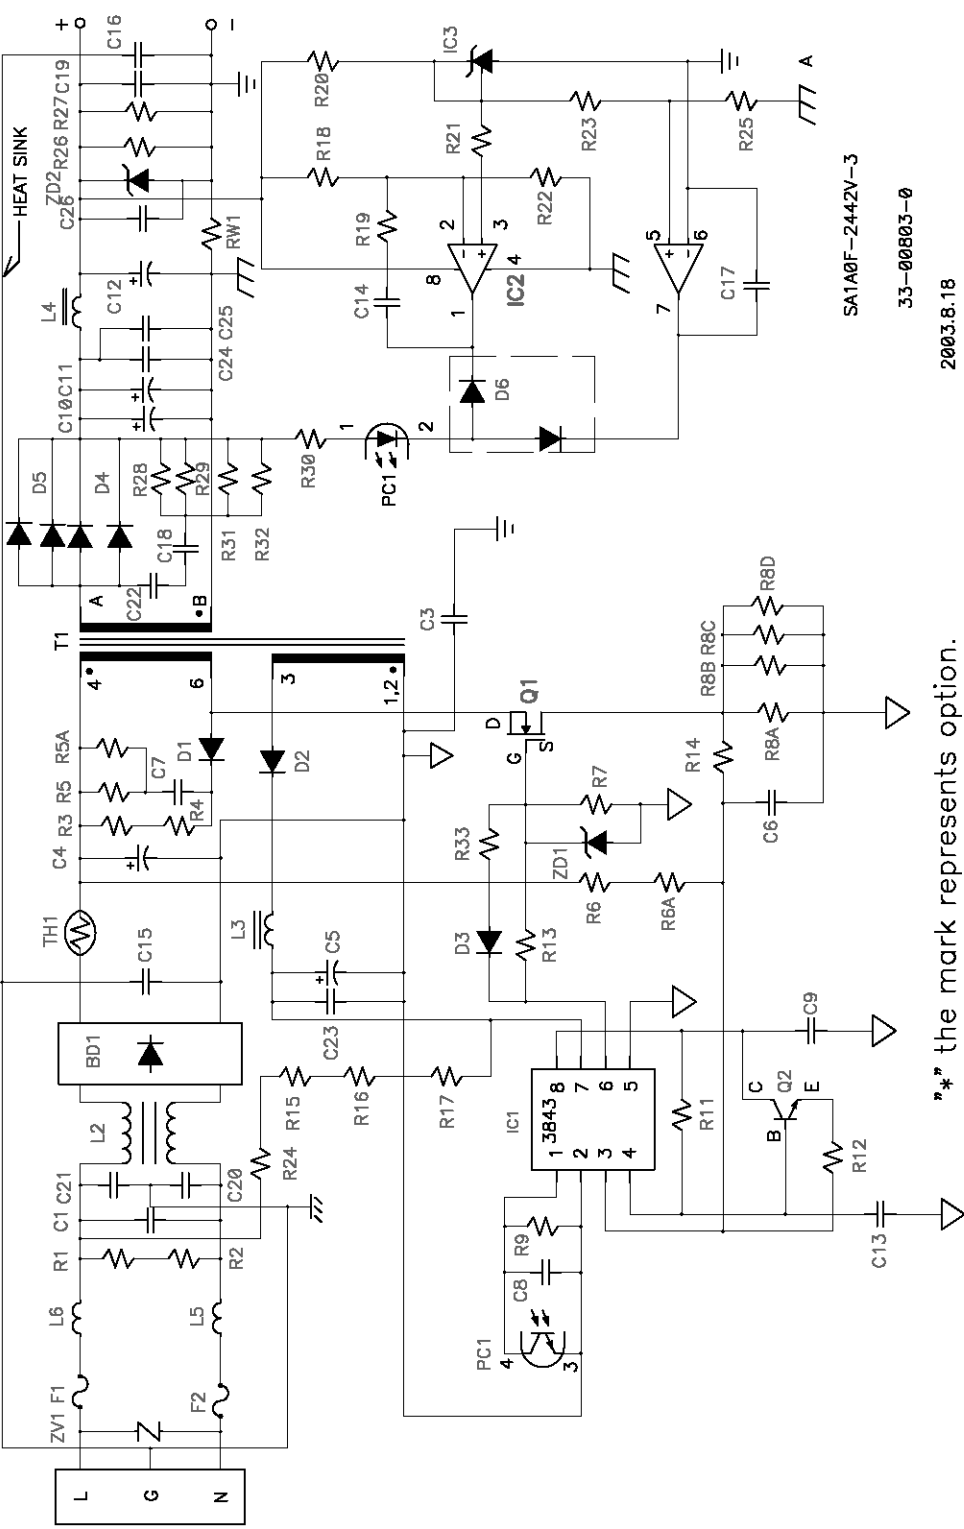 L
G
N
ZV1
F1
F2
L6
L5
R1
R2
C1
C21
C20
L2
BD1
R24
C15
TH1
C4
R3
R4
R5
R5A
C7
D1
T1
4
6
3
1,2
A
B
C22
C18
D5
D4
R28
R29
R31
R32
C10
C11
C24
C25
L4
C12
RW1
C26
ZD2
R26
R27
C19
C16
+
-
HEAT SINK
R15
R16
R17
C23
C5
L3
D2
C3
R30
1
2
PC1
D6
C14
R19
R18
R20
8
1
2
3
4
IC2
R21
R22
IC3
R23
R25
A
5
6
7
C17
PC1
4
3
C8
R9
IC1
3843
1
2
3
4
8
7
6
5
D3
R33
R13
ZD1
R7
R6
R6A
Q1
D
G
S
R14
C6
R8A
R8B
R8C
R8D
R11
C
B
E
Q2
R12
C9
C13
SA1A0F-2442V-3
33-00803-0
2003.8.18
"*" the mark represents option.